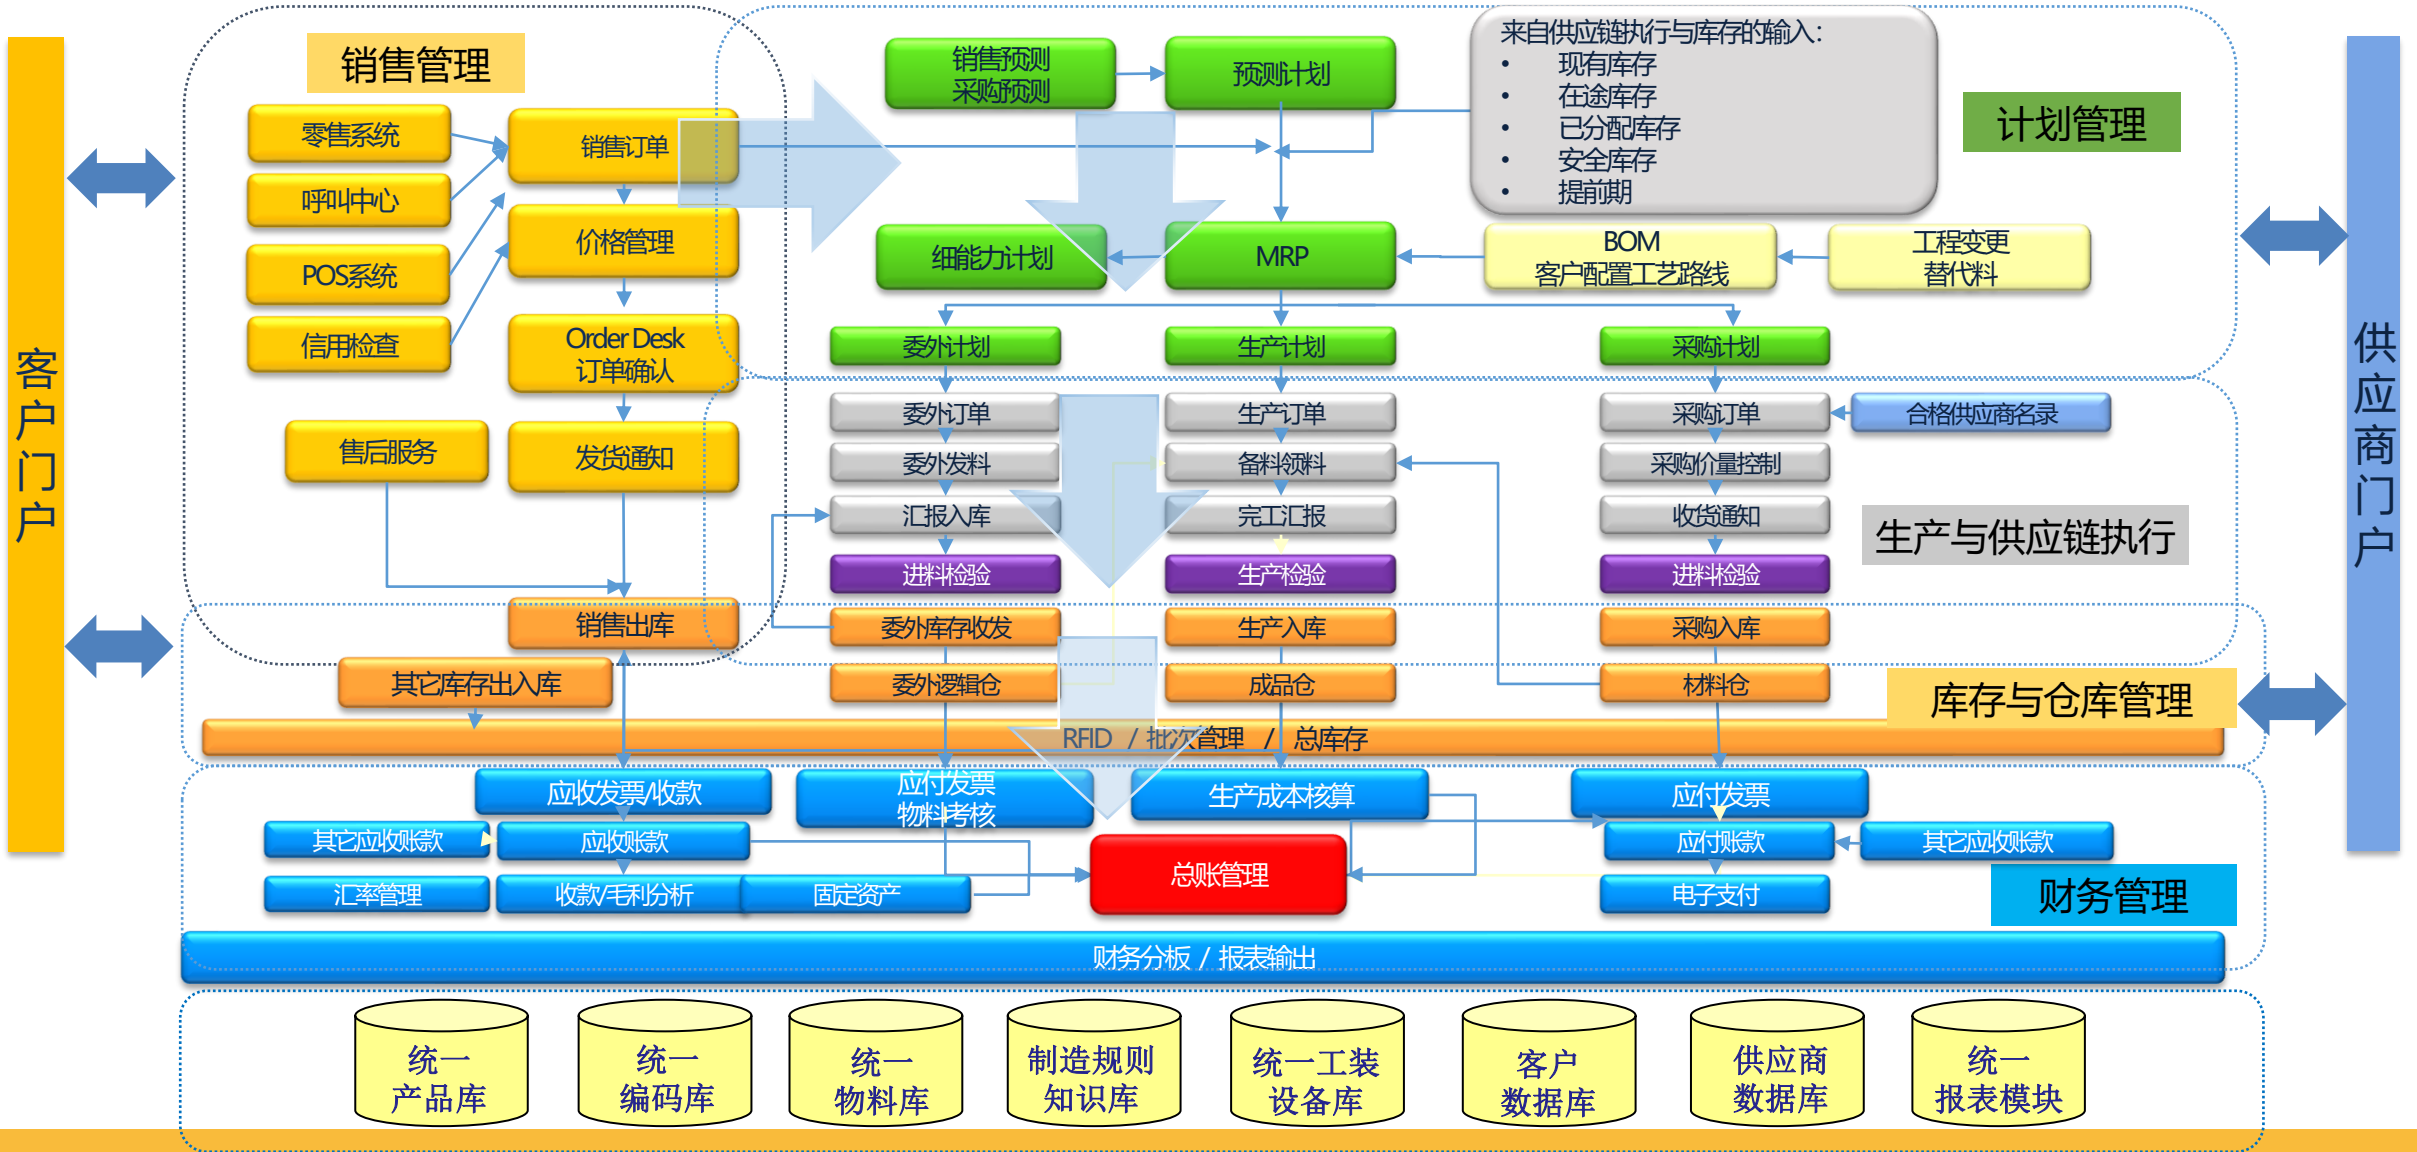 客户门户
销售管理
零售系统
呼叫中心
POS系统
信用检查
售后服务
销售订单
价格管理
Order Desk
订单确认
发货通知
销售出库
其它库存出入库
销售预测
采购预测
预测计划
来自供应链执行与库存的输入：
• 现有库存
• 在途库存
• 已分配库存
• 安全库存
• 提前期
计划管理
细能力计划
MRP
BOM
客户配置工艺路线
工程变更
替代料
委外计划
生产计划
采购计划
委外订单
生产订单
采购订单
合格供应商名录
委外发料
备料领料
采购价量控制
汇报入库
完工汇报
收货通知
生产与供应链执行
进料检验
生产检验
进料检验
委外库存收发
生产入库
采购入库
委外逻辑仓
成品仓
材料仓
库存与仓库管理
RFID / 批次管理 / 总库存
应收发票/收款
应付发票
物料考核
生产成本核算
应付发票
其它应收账款
应收账款
应付账款
其它应收账款
总账管理
汇率管理
收款/毛利分析
固定资产
电子支付
财务管理
财务分板 / 报表输出
统一
产品库
统一
编码库
统一
物料库
制造规则
知识库
统一工装
设备库
客户
数据库
供应商
数据库
统一
报表模块
供应商门户